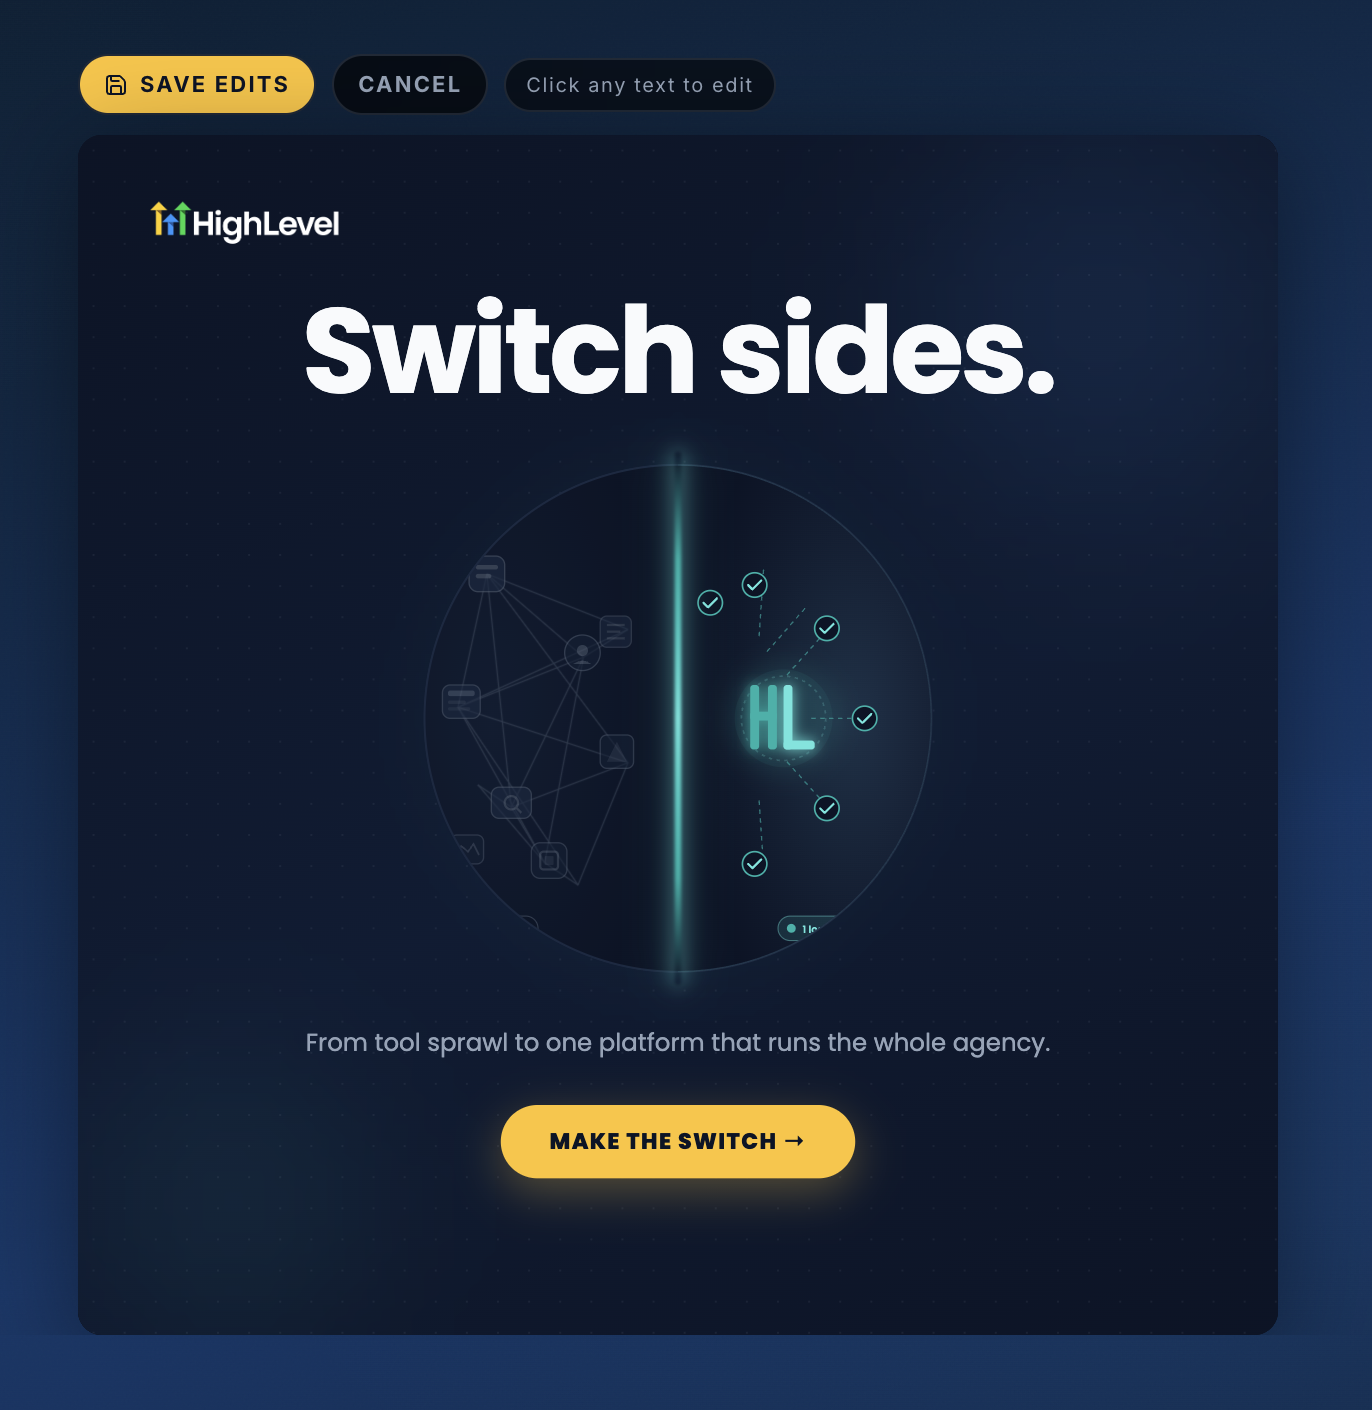 SAVE EDITS
CANCEL
Click any text to edit
HighLevel
Switch sides.
HL
From tool sprawl to one platform that runs the whole agency.
MAKE THE SWITCH →